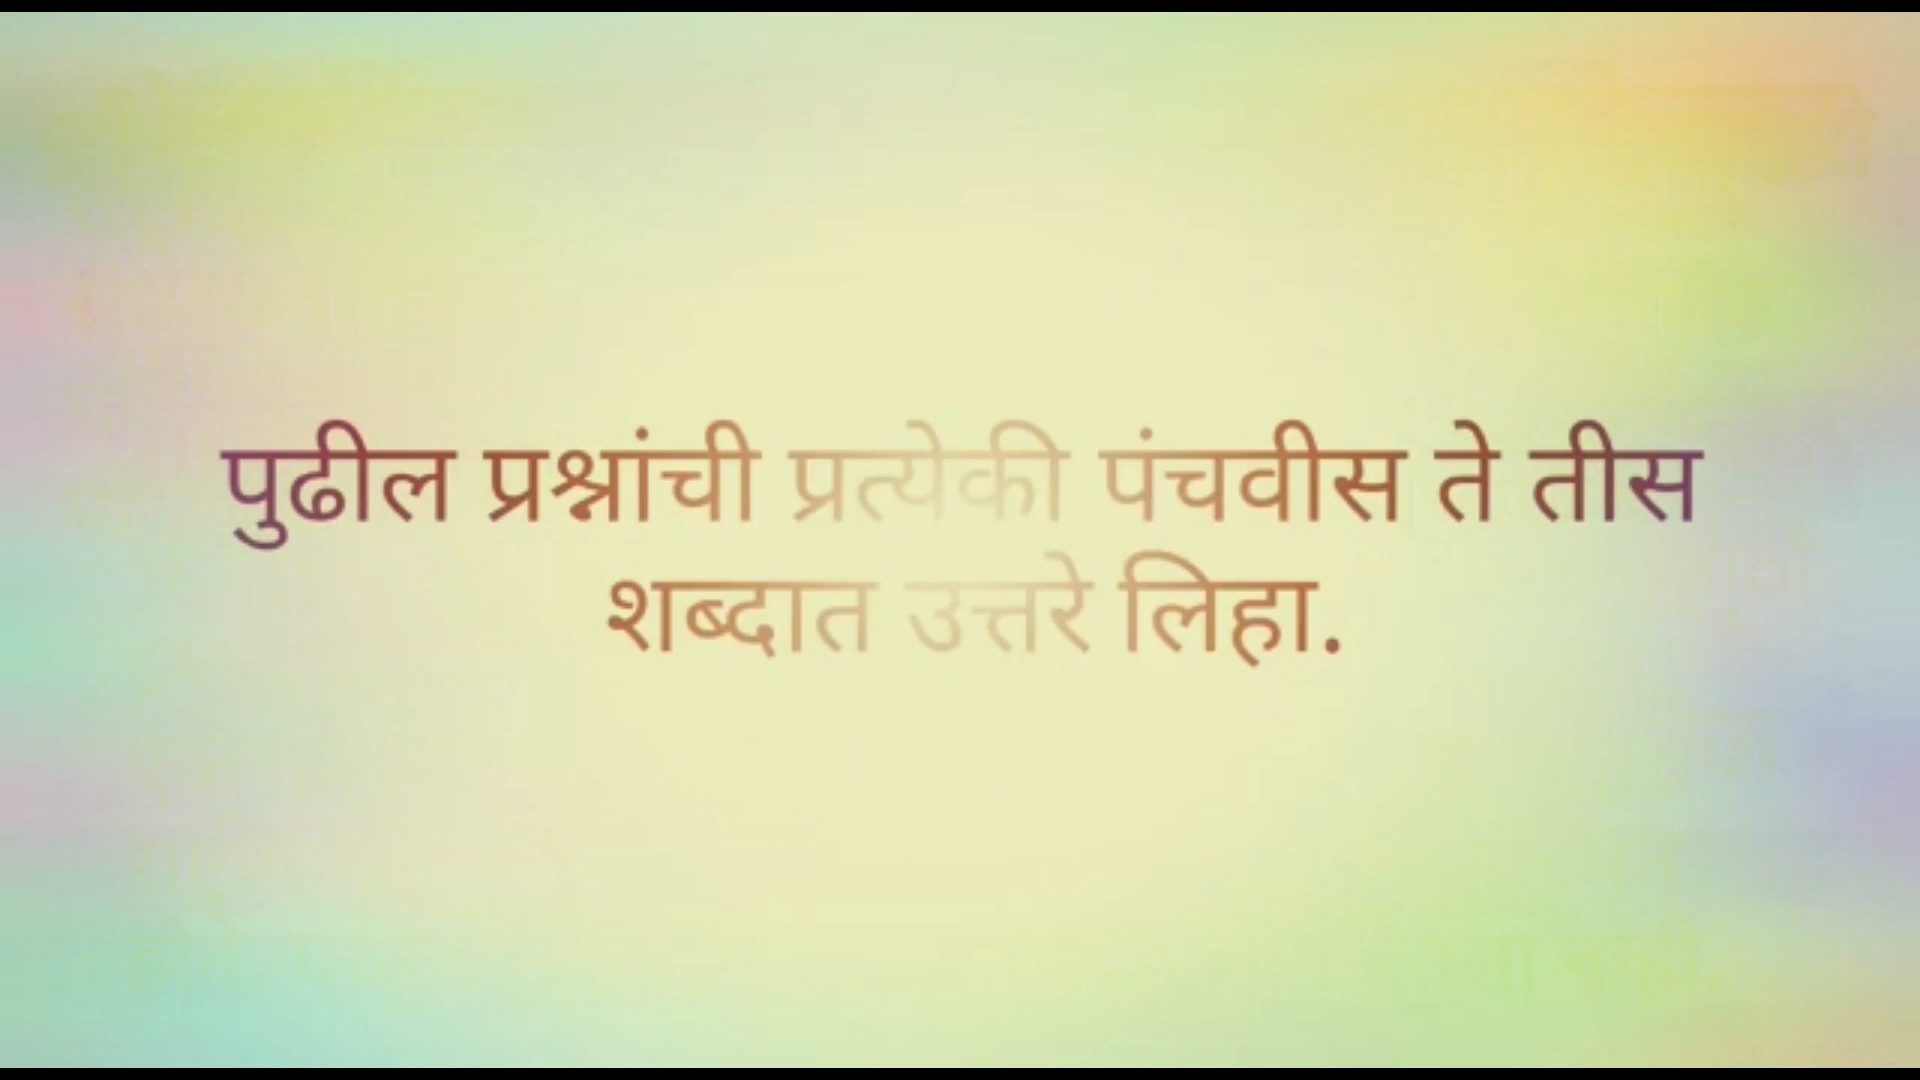 पुढील प्रश्नांची प्रत्येकी पंचवीस ते तीस
शब्दात उत्तरे लिहा.